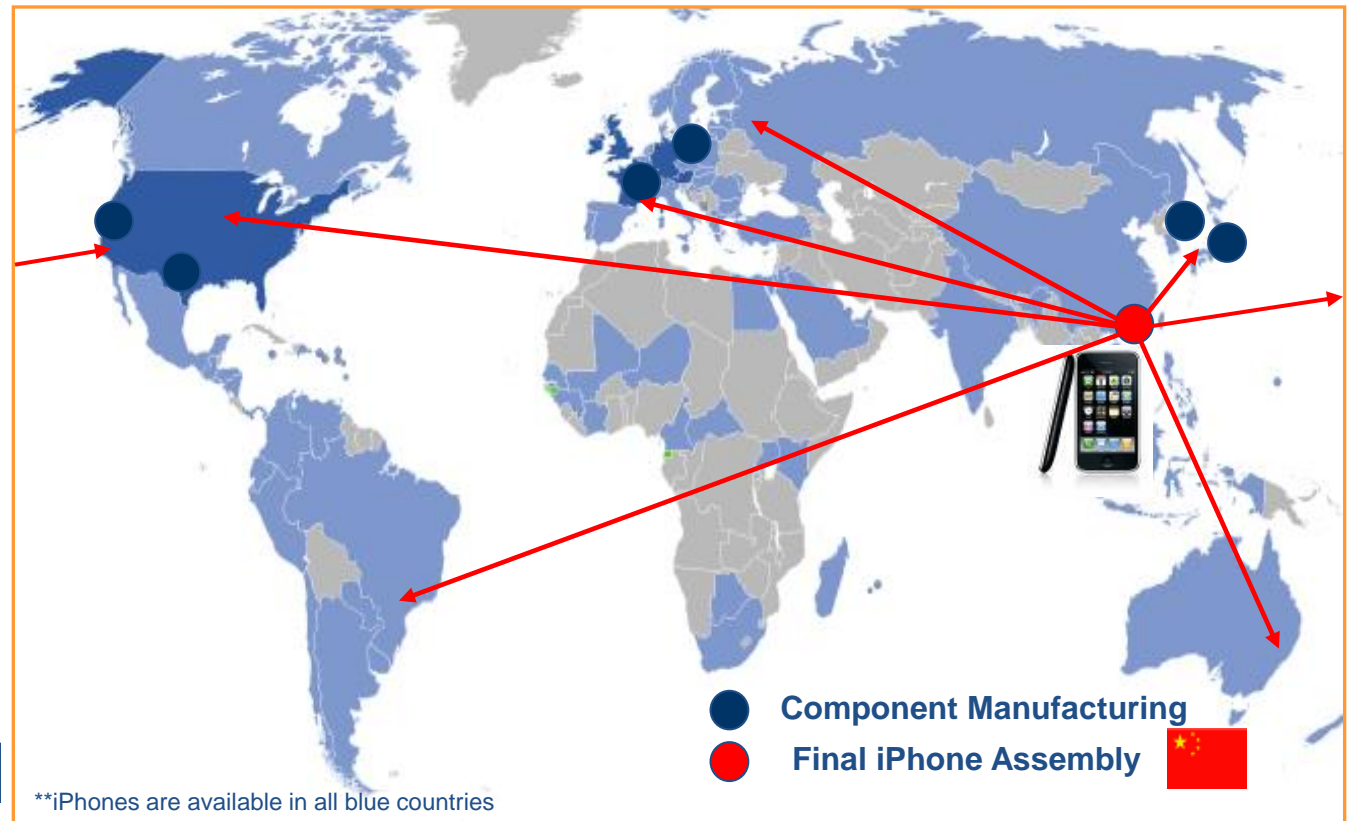 Component Manufacturing
Final iPhone Assembly
**iPhones are available in all blue countries